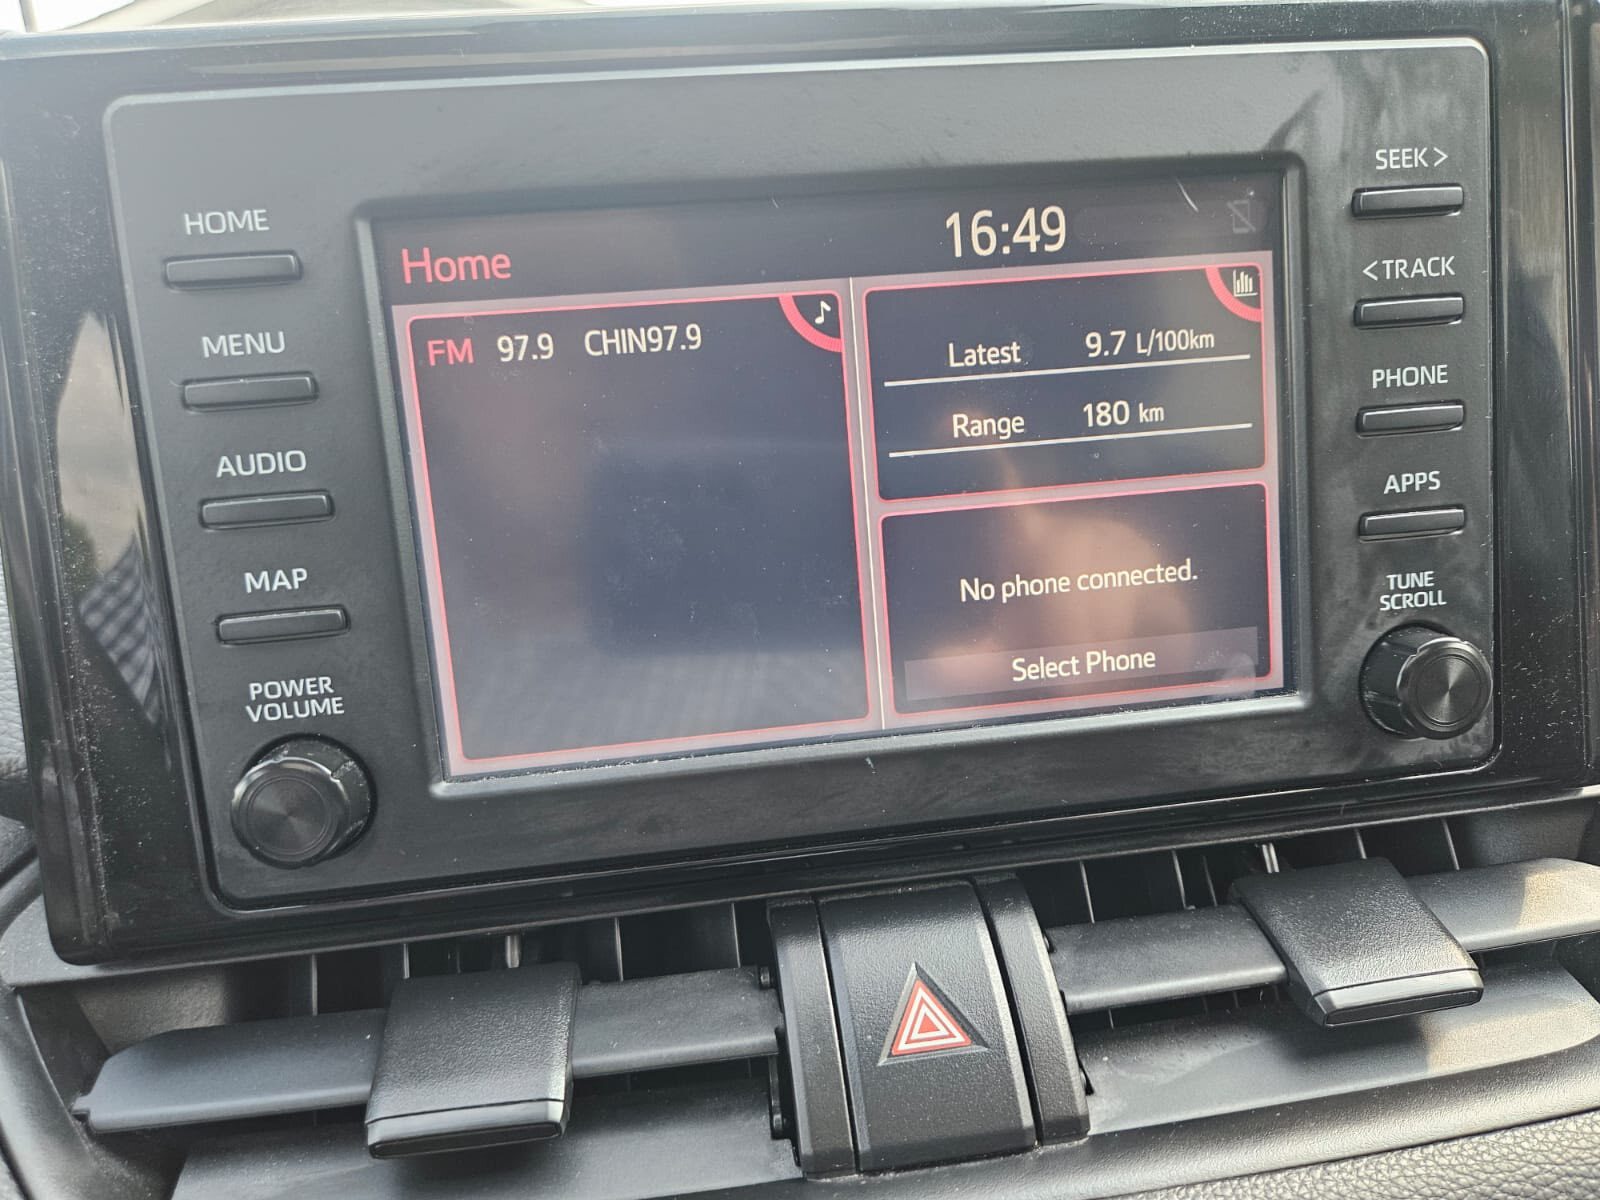 HOME
MENU
AUDIO
MAP
POWER
VOLUME
Home
16:49
FM 97.9 CHIN97.9
Latest 9.7 L/100km
Range 180 km
No phone connected.
Select Phone
SEEK >
< TRACK
PHONE
APPS
TUNE
SCROLL